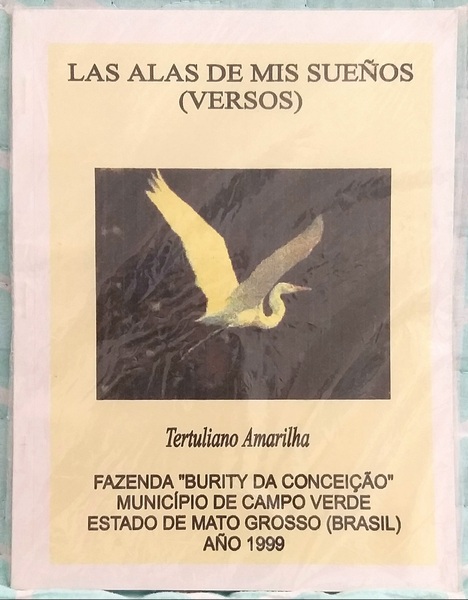 LAS ALAS DE MIS SUEÑOS
(VERSOS)
Tertuliano Amarilha
FAZENDA "BURITY DA CONCEIÇÃO"
MUNICÍPIO DE CAMPO VERDE
ESTADO DE MATO GROSSO (BRASIL)
AÑO 1999